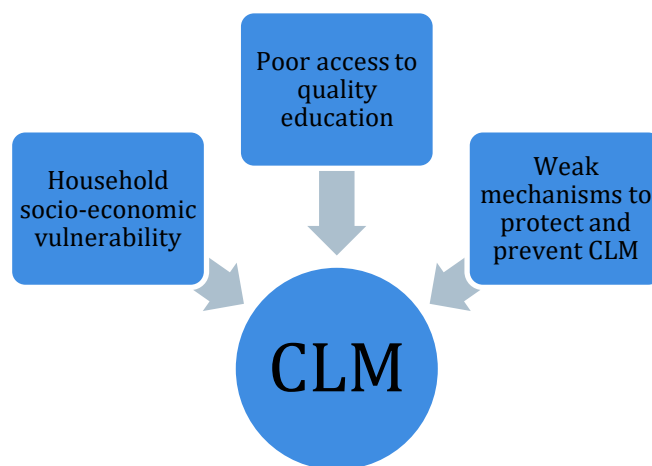 Poor access to
quality
education
Household
socio-economic
vulnerability
Weak
mechanisms to
protect and
prevent CLM
CLM